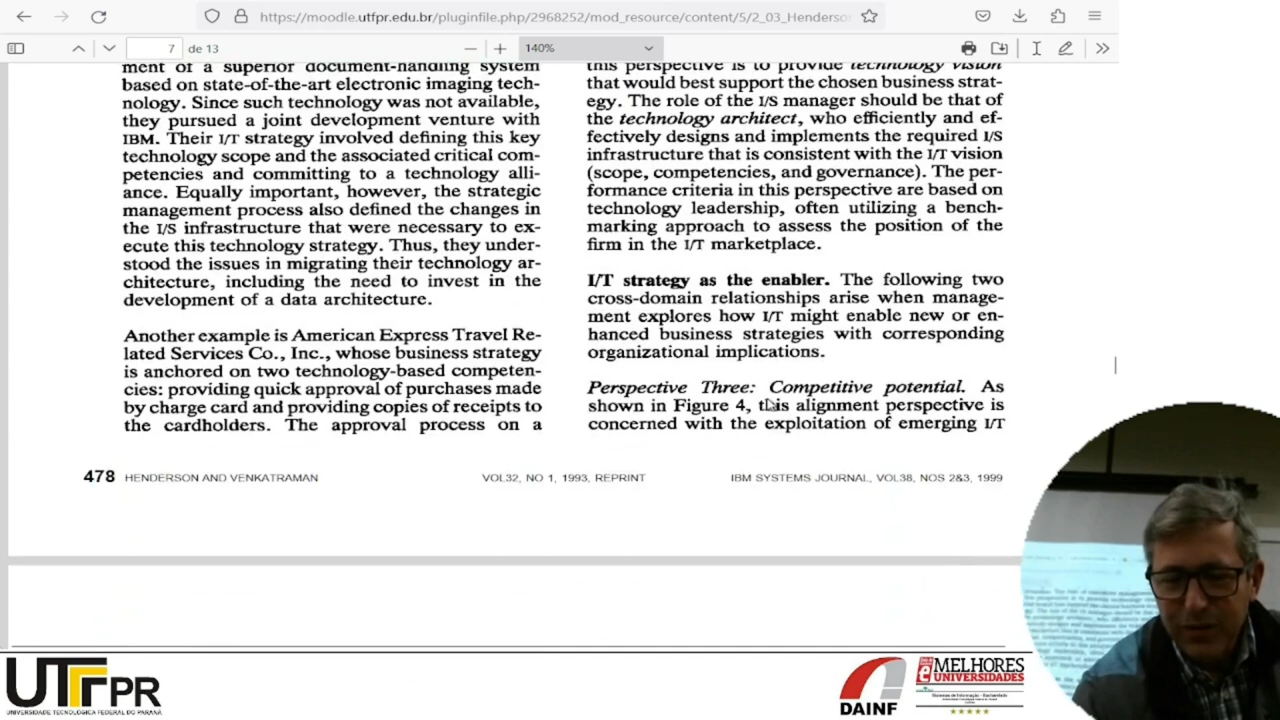 https://moodle.utfpr.edu.br/pluginfile.php/2968252/mod_resource/content/5/2_03_Henderso
7 de 13
140%
ment of a superior document-handling system
based on state-of-the-art electronic imaging tech-
nology. Since such technology was not available,
they pursued a joint development venture with
IBM. Their I/T strategy involved defining this key
technology scope and the associated critical com-
petencies and committing to a technology alli-
ance. Equally important, however, the strategic
management process also defined the changes in
the I/S infrastructure that were necessary to ex-
ecute this technology strategy. Thus, they under-
stood the issues in migrating their technology ar-
chitecture, including the need to invest in the
development of a data architecture.
Another example is American Express Travel Re-
lated Services Co., Inc., whose business strategy
is anchored on two technology-based competen-
cies: providing quick approval of purchases made
by charge card and providing copies of receipts to
the cardholders. The approval process on a
this perspective is to provide technology vision
that would best support the chosen business strat-
egy. The role of the I/S manager should be that of
the technology architect, who efficiently and ef-
fectively designs and implements the required I/S
infrastructure that is consistent with the I/T vision
(scope, competencies, and governance). The per-
formance criteria in this perspective are based on
technology leadership, often utilizing a bench-
marking approach to assess the position of the
firm in the I/T marketplace.
I/T strategy as the enabler. The following two
cross-domain relationships arise when manage-
ment explores how I/T might enable new or en-
hanced business strategies with corresponding
organizational implications.
Perspective Three: Competitive potential. As
shown in Figure 4, this alignment perspective is
concerned with the exploitation of emerging I/T
478 HENDERSON AND VENKATRAMAN
VOL32, NO 1, 1993, REPRINT
IBM SYSTEMS JOURNAL, VOL38, NOS 2&3, 1999
UTFPR
UNIVERSIDADE TECNOLÓGICA FEDERAL DO PARANÁ
DAINF
MELHORES
UNIVERSIDADES